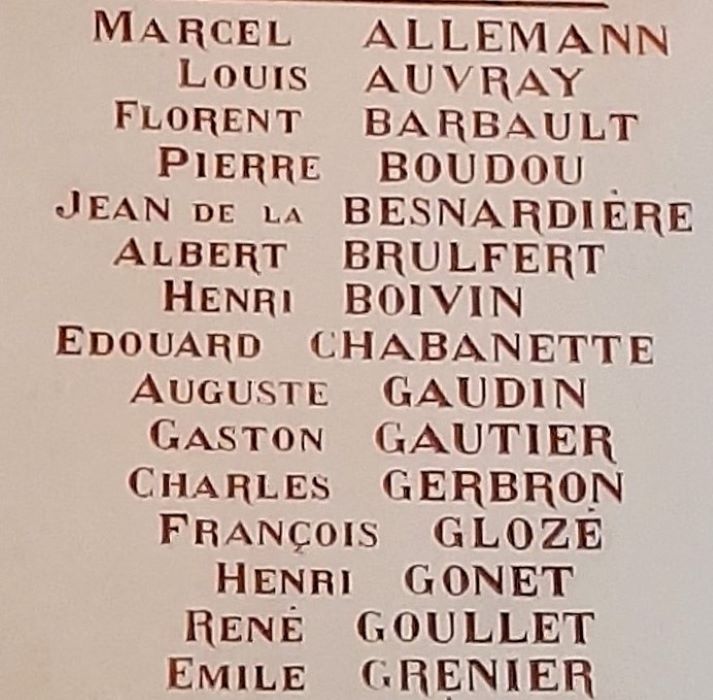 MARCEL ALLEMANN
LOUIS AUVRAY
FLORENT BARBAULT
PIERRE BOUDOU
JEAN DE LA BESNARDIÈRE
ALBERT BRULFERT
HENRI BOIVIN
EDOUARD CHABANETTE
AUGUSTE GAUDIN
GASTON GAUTIER
CHARLES GERBRON
FRANÇOIS GLOZÉ
HENRI GONET
RENÉ GOULLET
EMILE GRENIER